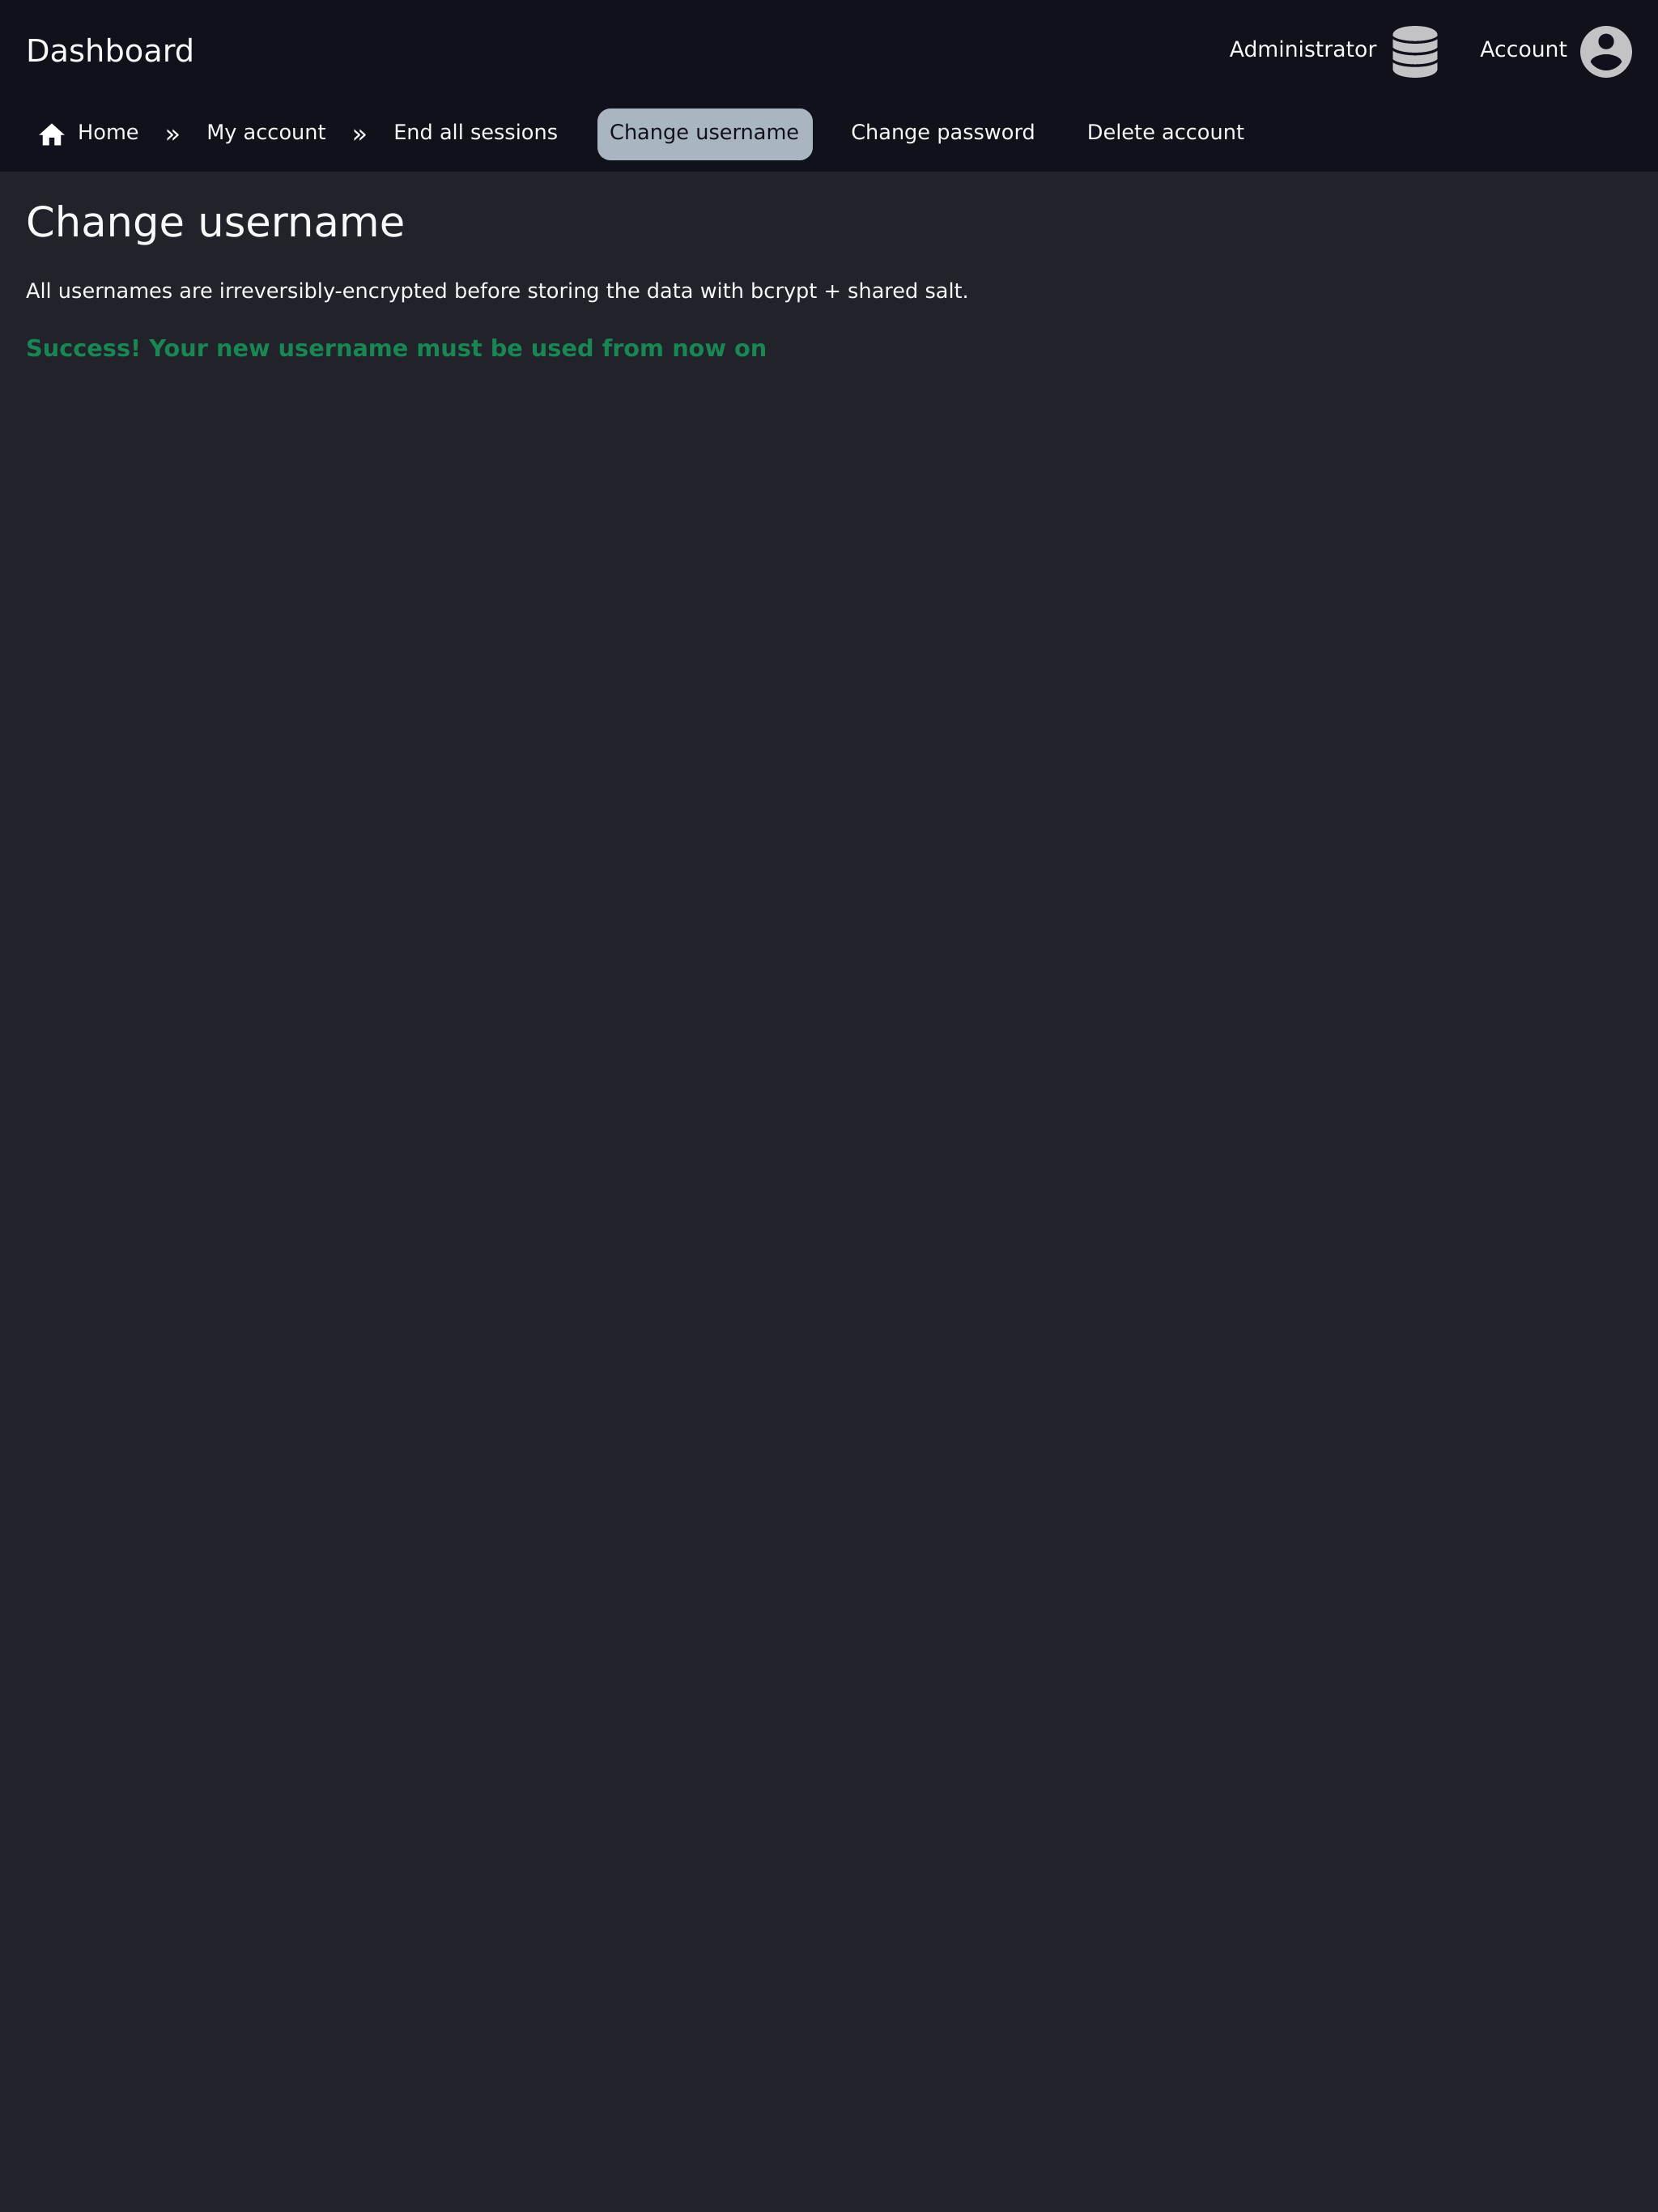 Dashboard
Administrator
Account
Home » My account » End all sessions Change username Change password Delete account
Change username
All usernames are irreversibly-encrypted before storing the data with bcrypt + shared salt.
Success! Your new username must be used from now on